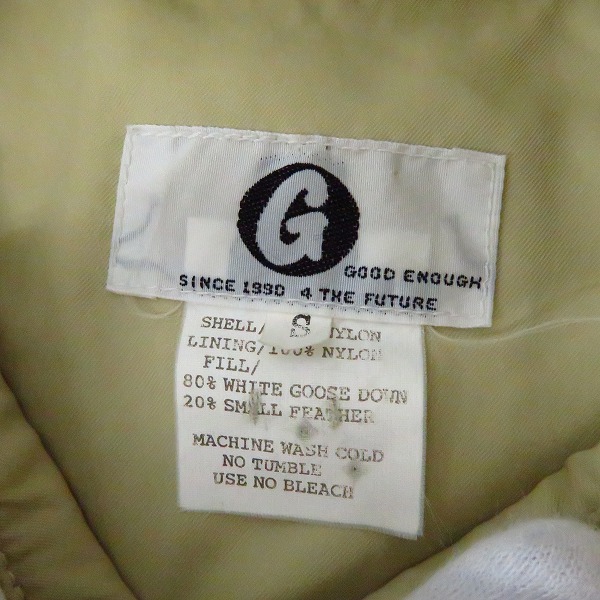 G
GOOD ENOUGH
SINCE 1990 4 THE FUTURE
S
SHELL/ NYLON
LINING/100% NYLON
FILL/
80% WHITE GOOSE DOWN
20% SMALL FEATHER
MACHINE WASH COLD
NO TUMBLE
USE NO BLEACH